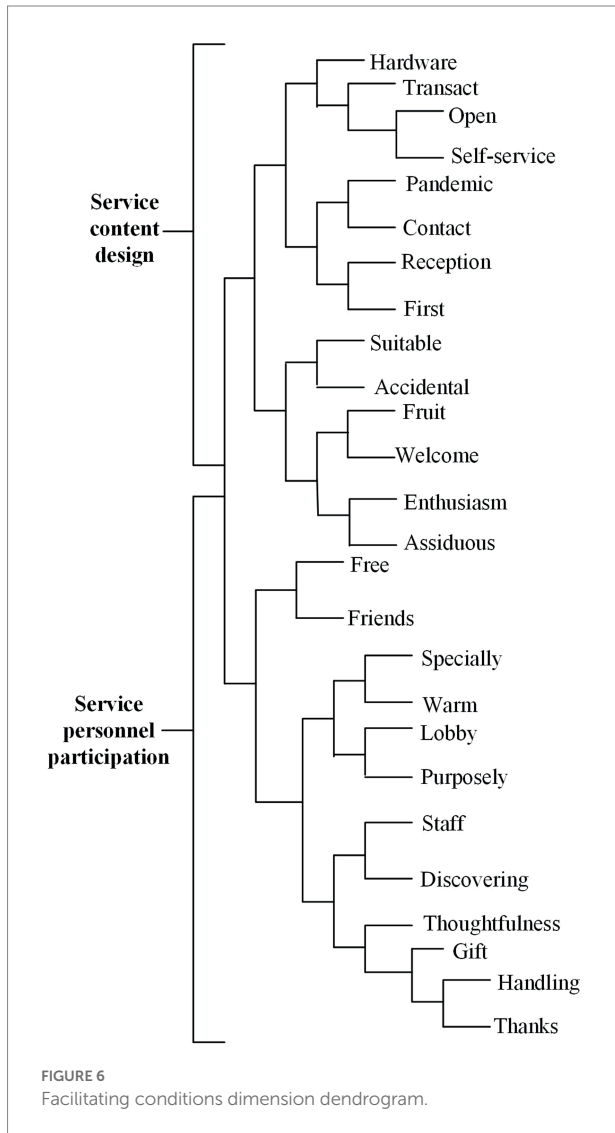 Hardware
Transact
Open
Self-service
Pandemic
Contact
Reception
First
Service
content
design
Suitable
Accidental
Fruit
Welcome
Enthusiasm
Assiduous
Free
Friends
Specially
Warm
Lobby
Purposely
Service
personnel
participation
Staff
Discovering
Thoughtfulness
Gift
Handling
Thanks
FIGURE 6
Facilitating conditions dimension dendrogram.